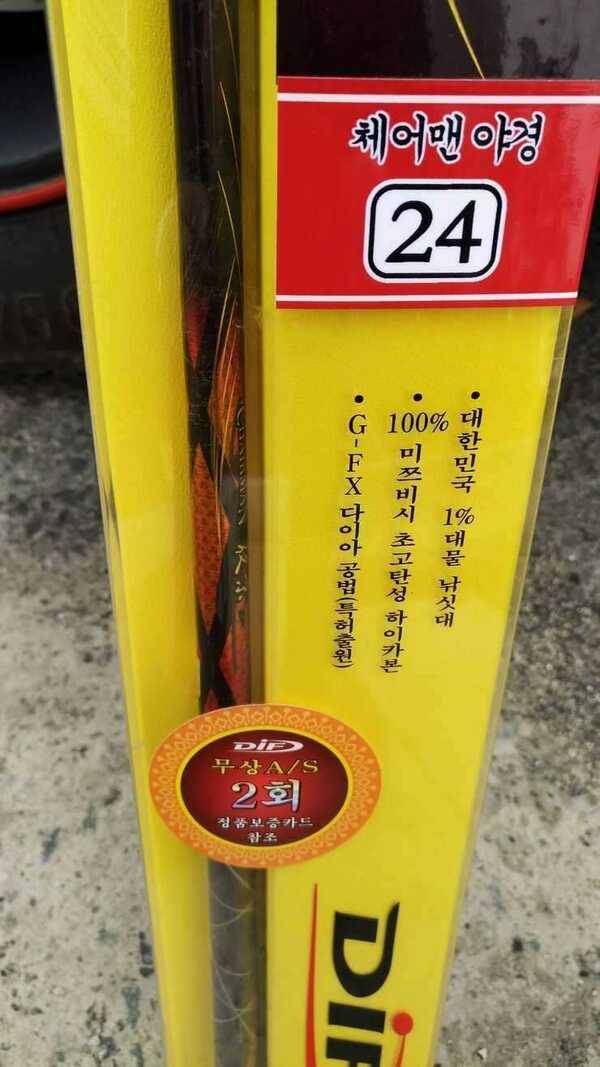 체어맨 야경
24
• 대한민국 1% 대물 낚싯대
• 100% 미쯔비시 초고탄성 하이카본
• G-FX 다이아 공법(특허출원)
DIF
무상A/S
2회
정품보증카드
참조
DIF